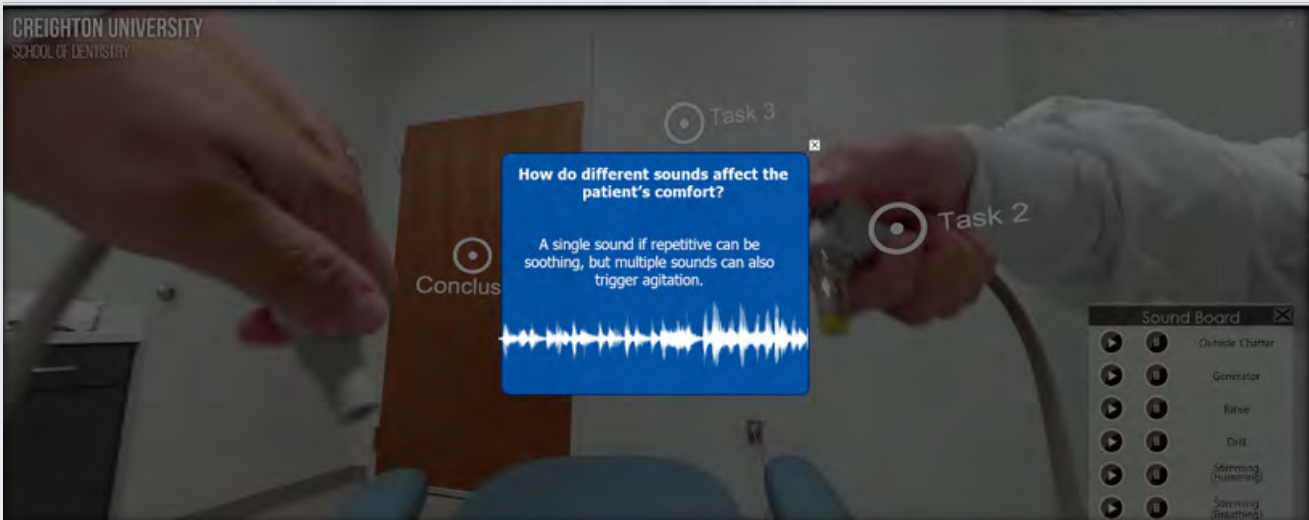 CREIGHTON UNIVERSITY
SCHOOL OF DENTISTRY
Task 3
How do different sounds affect the
patient's comfort?
Task 2
A single sound if repetitive can be
soothing, but multiple sounds can also
trigger agitation.
Conclus
Sound Board
Outside Chatter
Generator
Rinse
Drill
Stimming
(Humming)
Stimming
(Breathing)